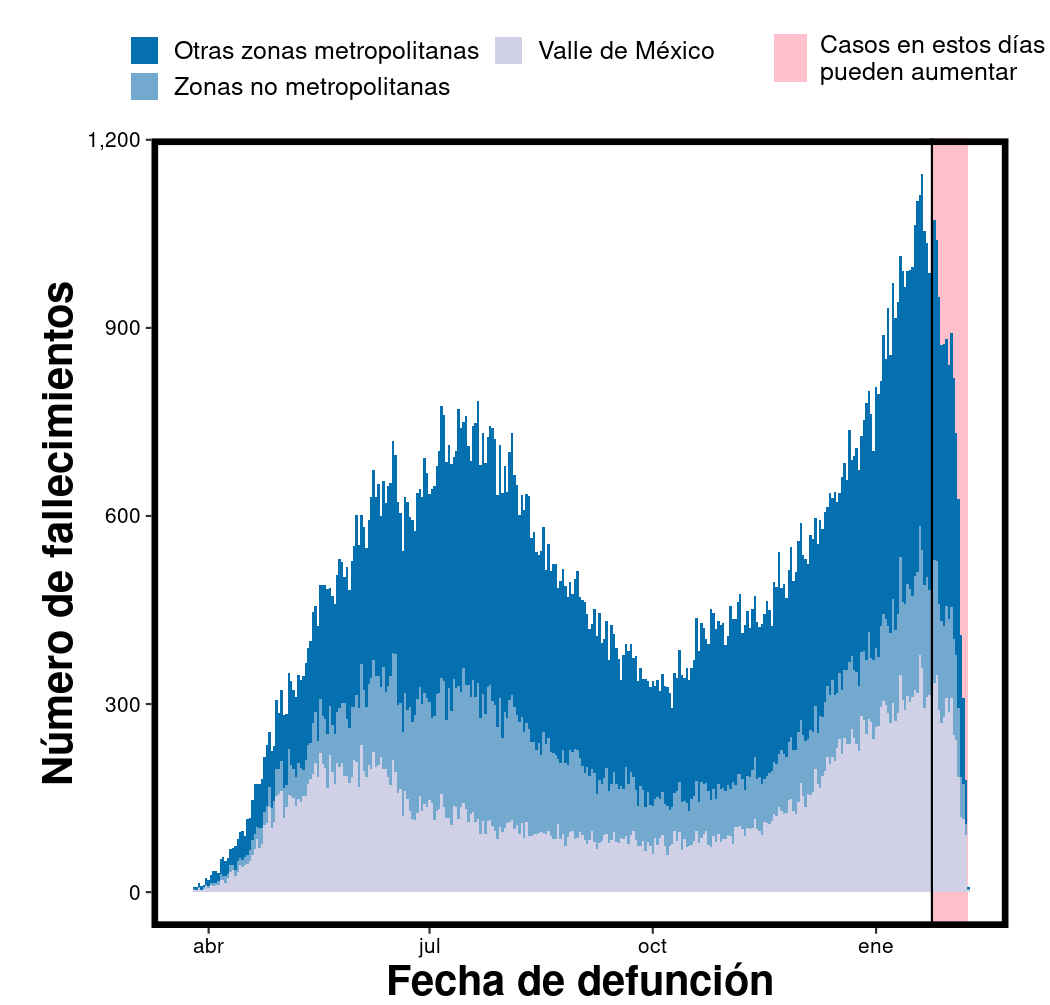 Otras zonas metropolitanas
Zonas no metropolitanas
Valle de México
Casos en estos días
pueden aumentar
1,200
900
600
300
0
Número de fallecimientos
abr
jul
oct
ene
Fecha de defunción